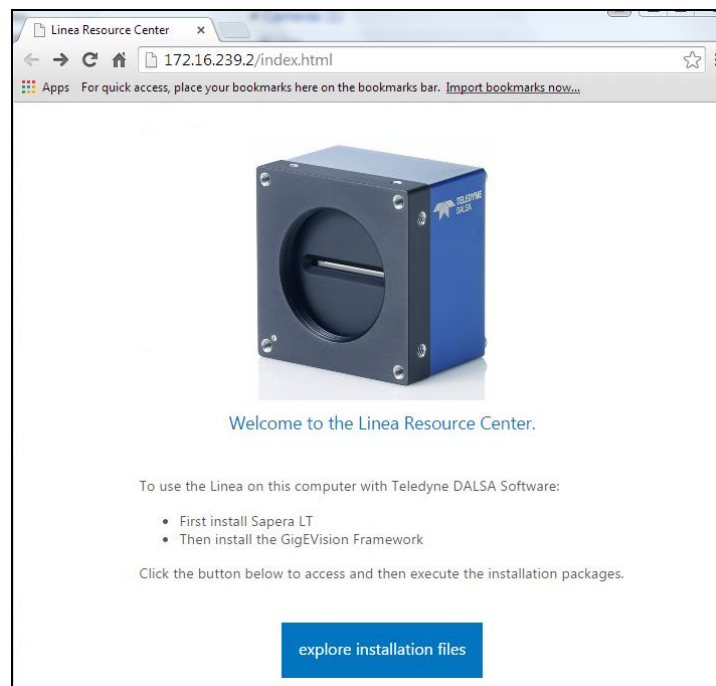 Linea Resource Center
172.16.239.2/index.html
Apps For quick access, place your bookmarks here on the bookmarks bar. Import bookmarks now...
TELEDYNE
DALSA
Welcome to the Linea Resource Center.
To use the Linea on this computer with Teledyne DALSA Software:
• First install Sapera LT
• Then install the GigEVision Framework
Click the button below to access and then execute the installation packages.
explore installation files